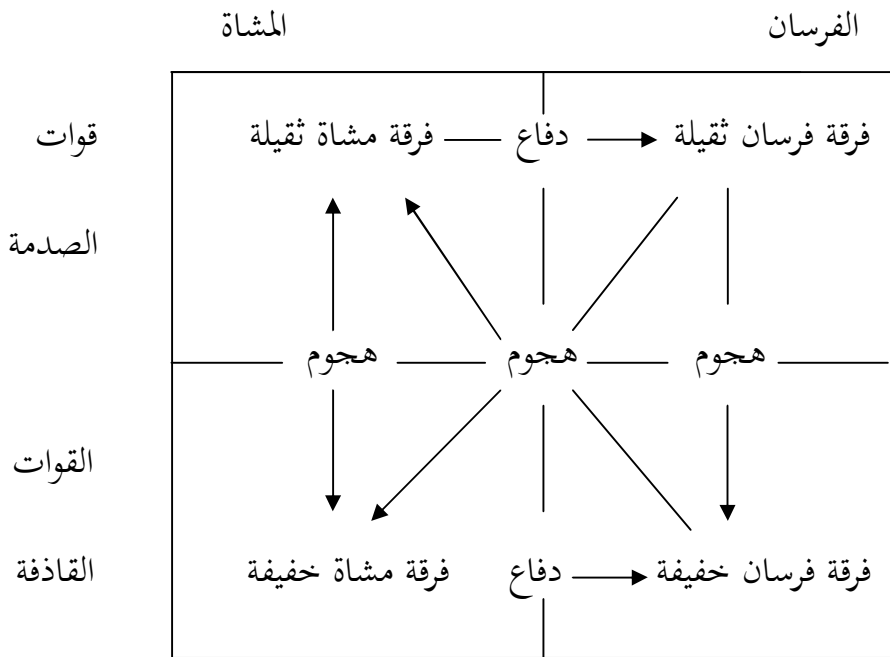 المشاة الفرسان
قوات فرقة مشاة ثقيلة دفاع فرقة فرسان ثقيلة
الصدمة
هجوم هجوم هجوم
القوات
القاذفة فرقة مشاة خفيفة دفاع فرقة فرسان خفيفة